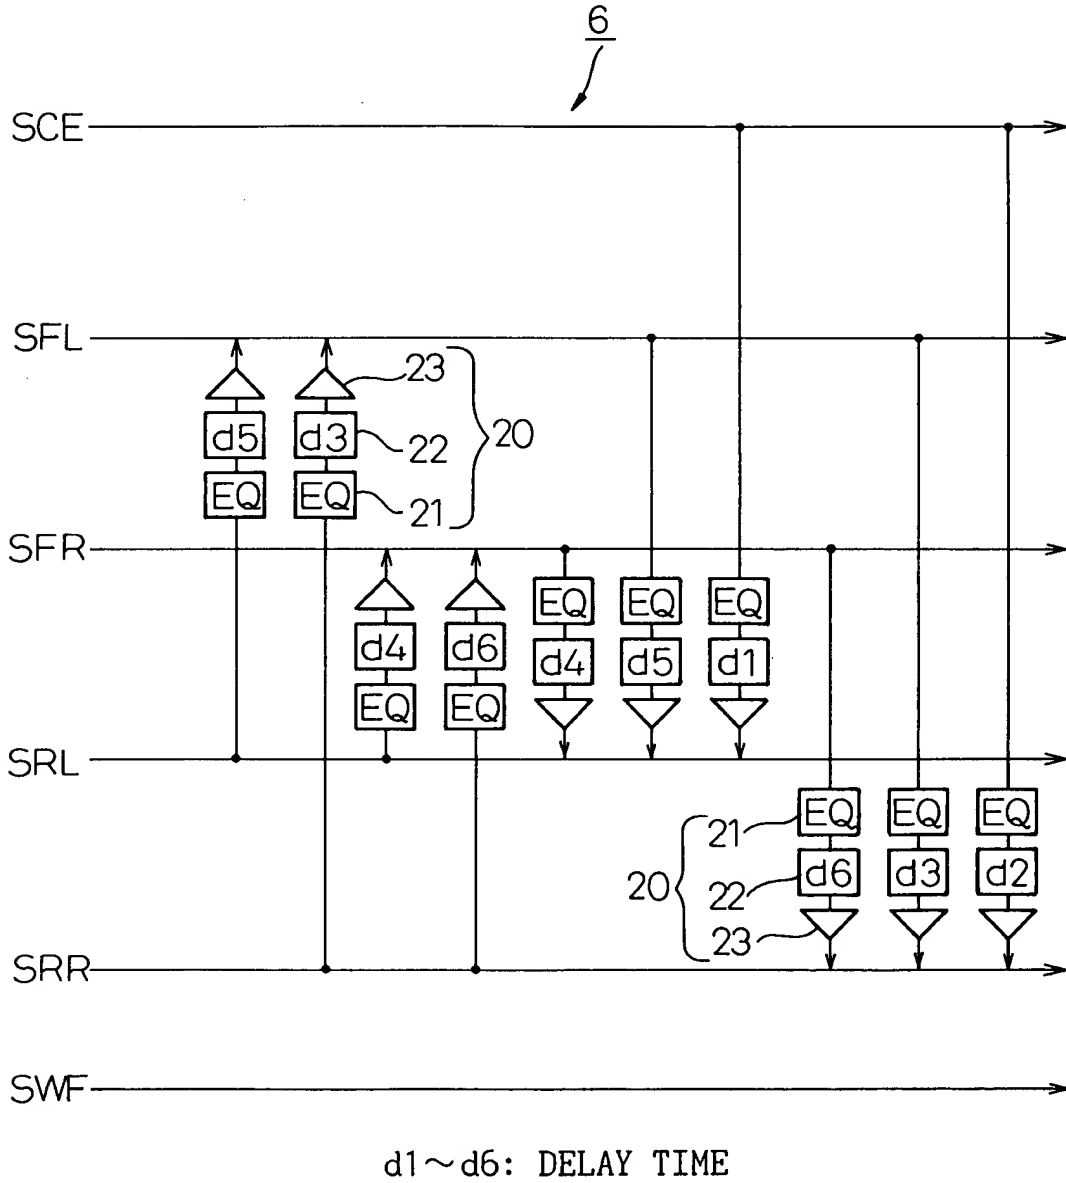 6
SCE
SFL
23
d5 d3 22 20
EQ EQ 21
SFR
EQ EQ EQ
d4 d6 d4 d5 d1
EQ EQ
SRL
21 EQ EQ EQ
20 22 d6 d3 d2
23
SRR
SWF
d1~d6: DELAY TIME